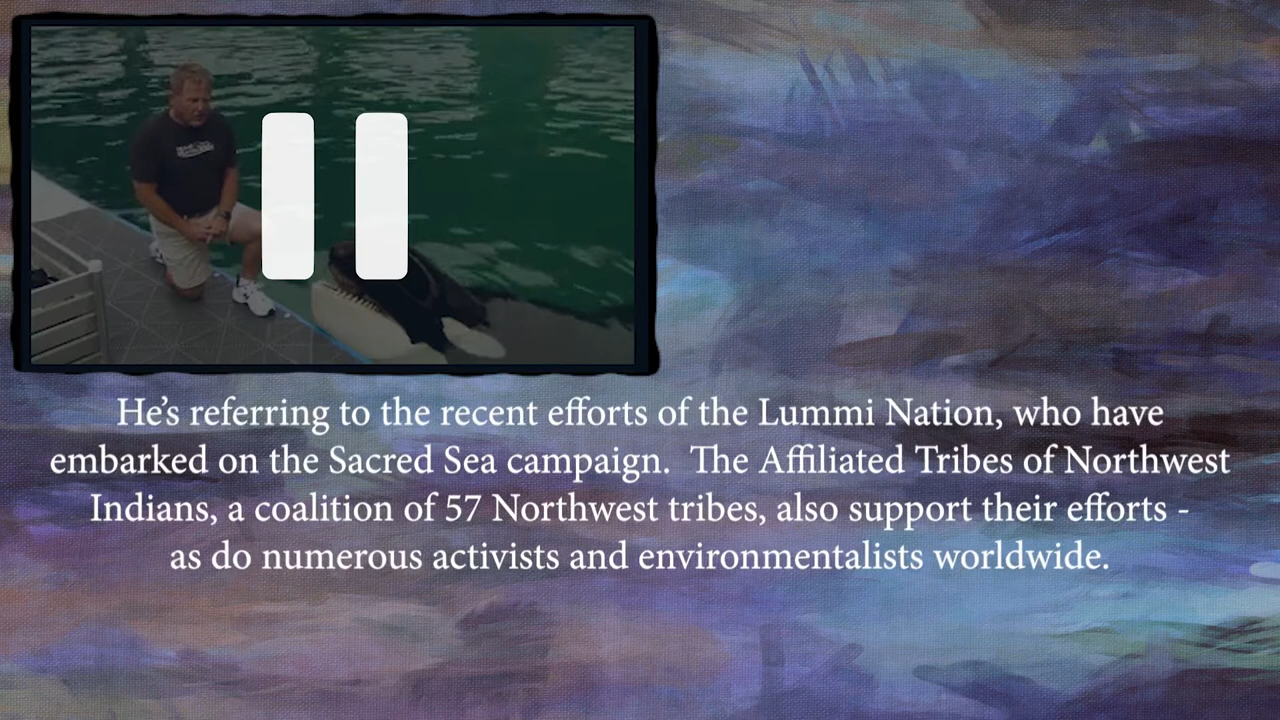 He's referring to the recent efforts of the Lummi Nation, who have
embarked on the Sacred Sea campaign.  The Affiliated Tribes of Northwest
Indians, a coalition of 57 Northwest tribes, also support their efforts -
as do numerous activists and environmentalists worldwide.